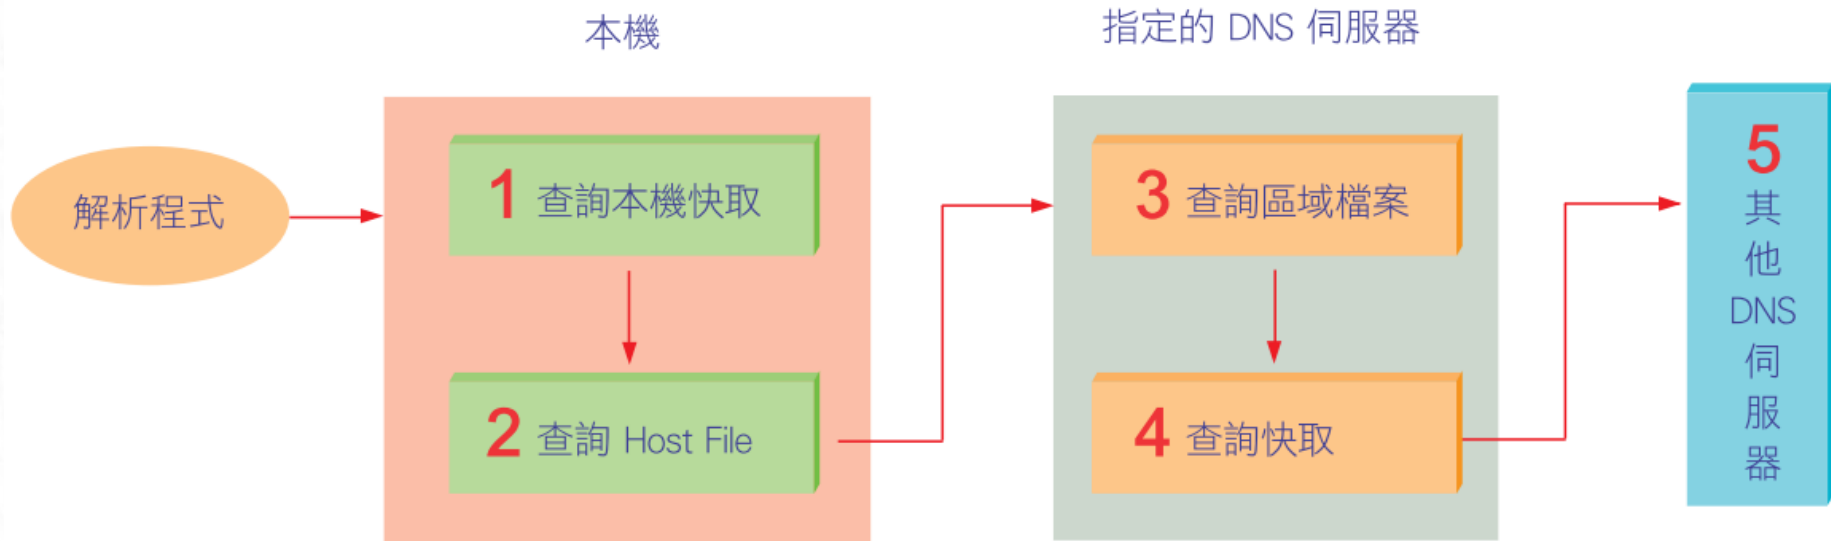 本機
指定的 DNS 伺服器
解析程式
1 查詢本機快取
2 查詢 Host File
3 查詢區域檔案
4 查詢快取
5
其
他
DNS
伺
服
器